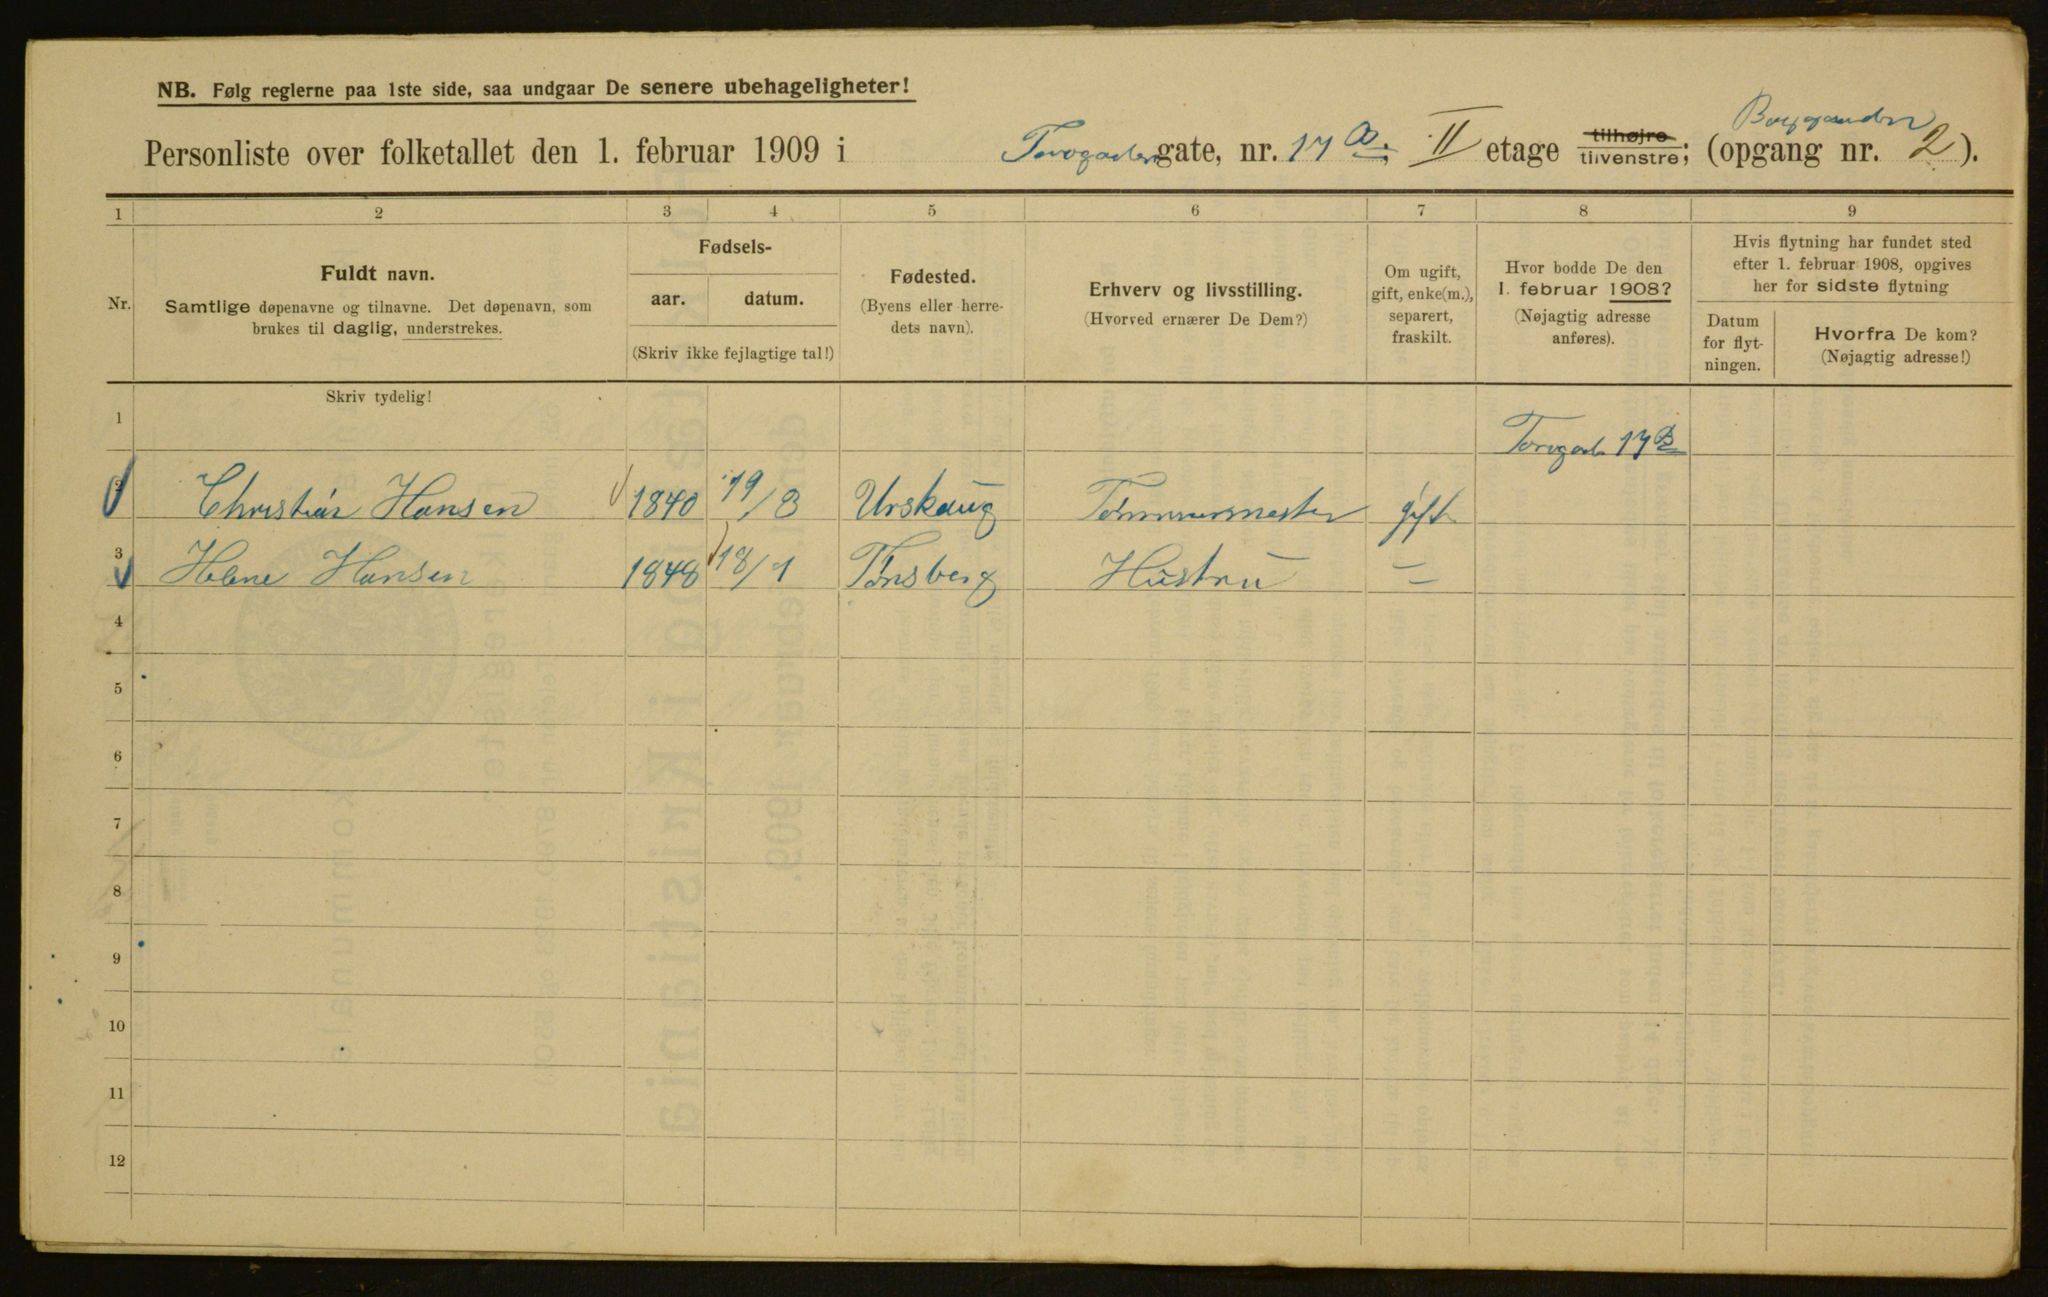 NB. Følg reglerne paa 1ste side, saa undgaar De senere ubehageligheter!
Personliste over folketallet den 1. februar 1909 i Torvgaden gate, nr. 17 B. II etage tilhøjre tilvenstre; (opgang nr. 2).
1 2 3 4 5 6 7 8 9
Nr.
Fuldt navn.
Samtlige døpenavne og tilnavne. Det døpenavn, som
brukes til daglig, understrekes.
Fødsels-
aar. datum.
(Skriv ikke fejlagtige tal!)
Fødested.
(Byens eller herre-
dets navn).
Erhverv og livsstilling.
(Hvorved ernærer De Dem?)
Om ugift,
gift, enke(m.),
separert,
fraskilt.
Hvor bodde De den
1. februar 1908?
(Nøjagtig adresse
anføres).
Hvis flytning har fundet sted
efter 1. februar 1908, opgives
her for sidste flytning
Datum
for flyt-
ningen.
Hvorfra De kom?
(Nøjagtig adresse!)
Skriv tydelig!
1 Torvgade 17 B
2 Christian Hansen 1840 19/8 Urskaug Tømmermester gift
3 Helene Hansen 1848 18/1 Tønsberg Hustru –"–
4
5
6
7
8
9
10
11
12